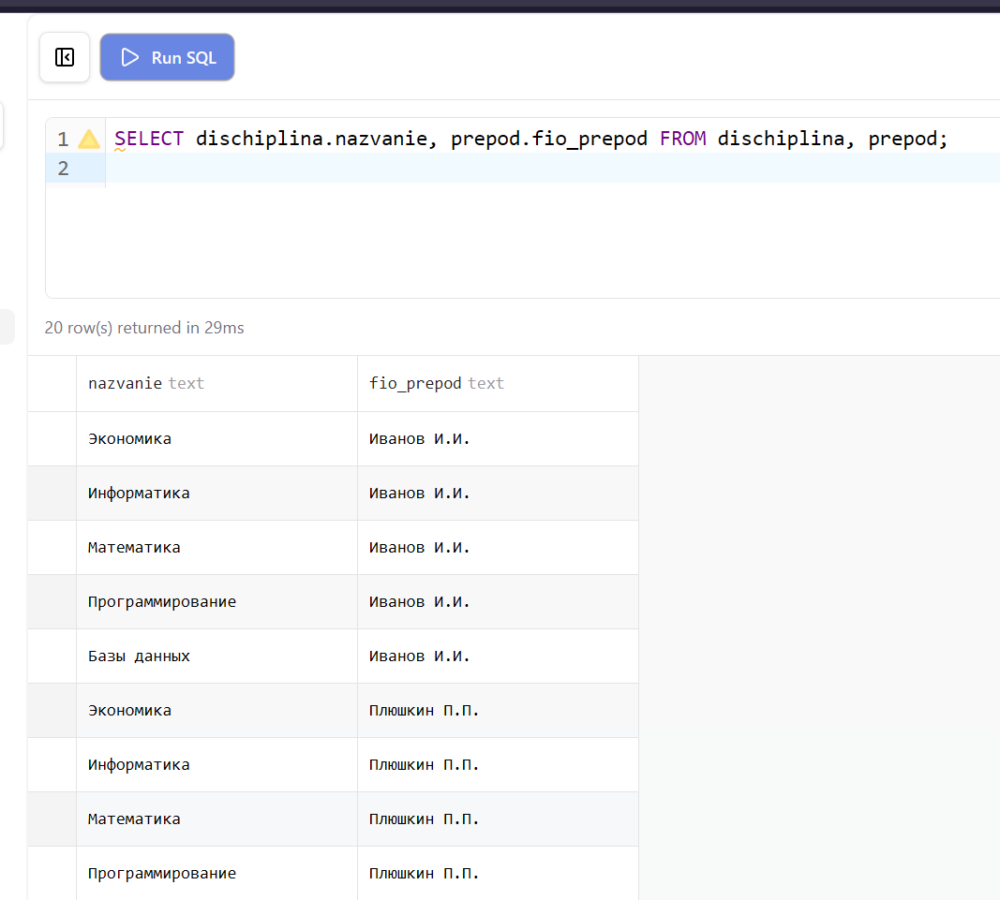 Run SQL
1 SELECT dischiplina.nazvanie, prepod.fio_prepod FROM dischiplina, prepod;
2
20 row(s) returned in 29ms
nazvanie text fio_prepod text
Экономика Иванов И.И.
Информатика Иванов И.И.
Математика Иванов И.И.
Программирование Иванов И.И.
Базы данных Иванов И.И.
Экономика Плюшкин П.П.
Информатика Плюшкин П.П.
Математика Плюшкин П.П.
Программирование Плюшкин П.П.